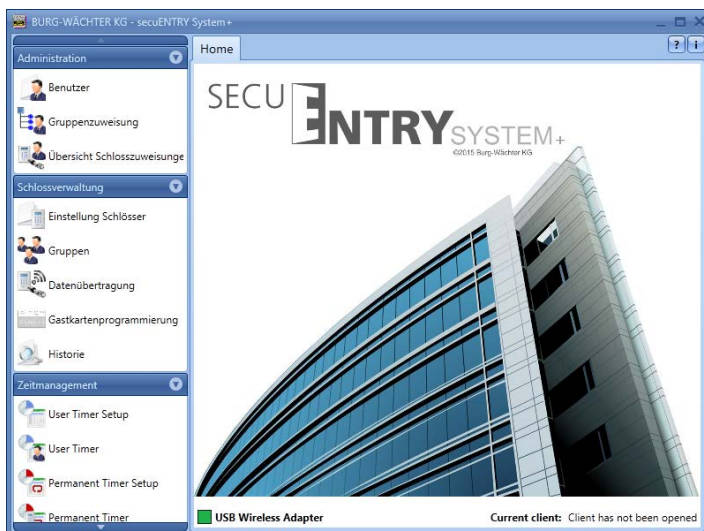 BURG-WÄCHTER KG - secuENTRY System+
Administration
Benutzer
Gruppenzuweisung
Übersicht Schlosszuweisunge
Schlossverwaltung
Einstellung Schlösser
Gruppen
Datenübertragung
Gastkartenprogrammierung
Historie
Zeitmanagement
User Timer Setup
User Timer
Permanent Timer Setup
Permanent Timer
Home
? i
SECU ENTRY SYSTEM+
©2015 Burg-Wächter KG
USB Wireless Adapter
Current client: Client has not been opened